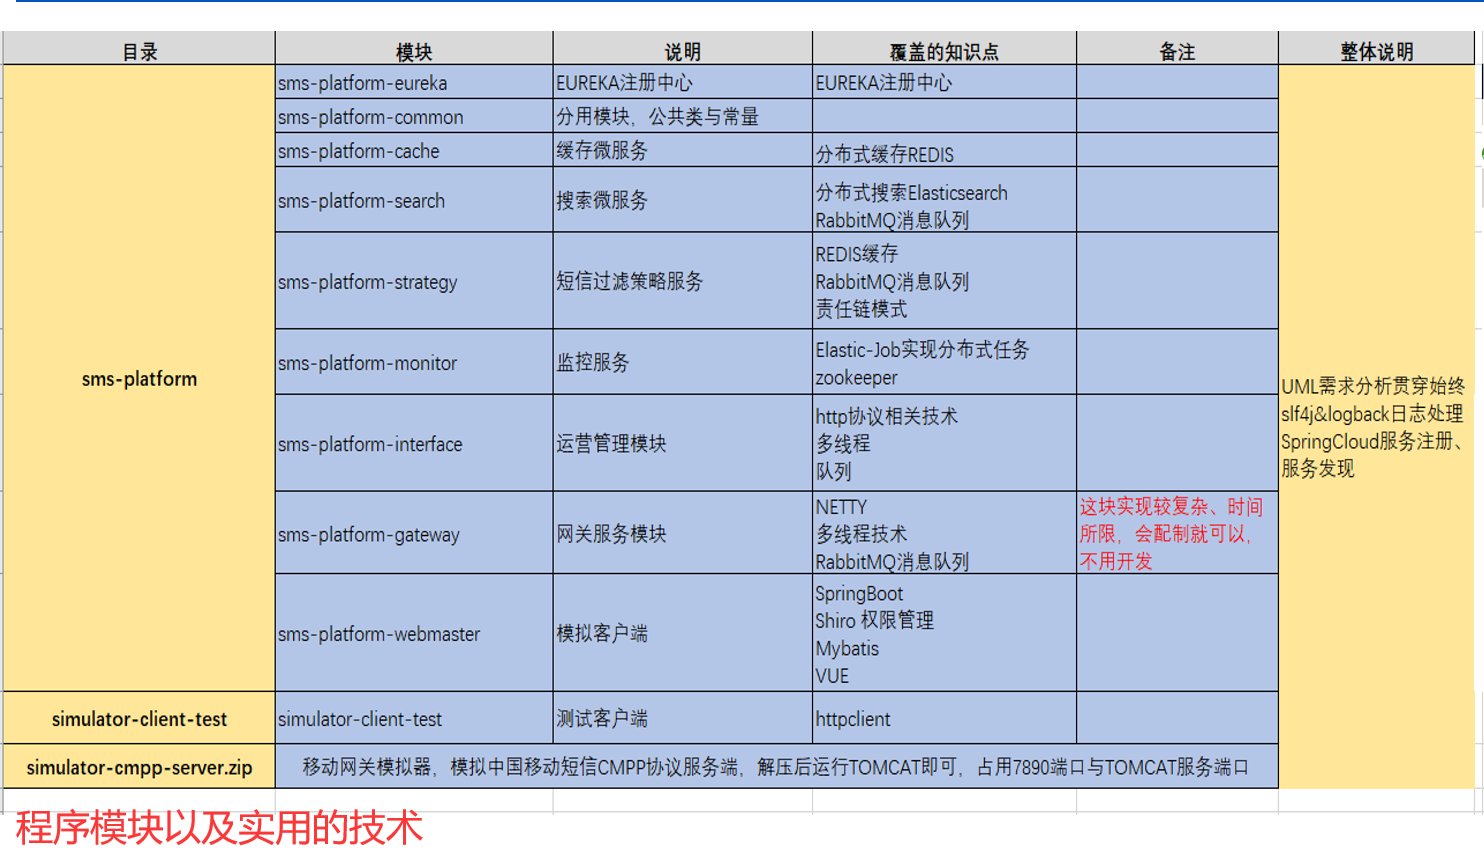 目录 模块 说明 覆盖的知识点 备注 整体说明
sms-platform
sms-platform-eureka EUREKA注册中心 EUREKA注册中心
sms-platform-common 分用模块，公共类与常量
sms-platform-cache 缓存微服务 分布式缓存REDIS
sms-platform-search 搜索微服务 分布式搜索Elasticsearch
RabbitMQ消息队列
sms-platform-strategy 短信过滤策略服务 REDIS缓存
RabbitMQ消息队列
责任链模式
sms-platform-monitor 监控服务 Elastic-Job实现分布式任务
zookeeper
sms-platform-interface 运营管理模块 http协议相关技术
多线程
队列
sms-platform-gateway 网关服务模块 NETTY
多线程技术
RabbitMQ消息队列
这块实现较复杂、时间
所限，会配制就可以，
不用开发
sms-platform-webmaster 模拟客户端 SpringBoot
Shiro 权限管理
Mybatis
VUE
UML需求分析贯穿始终
slf4j&logback日志处理
SpringCloud服务注册、
服务发现
simulator-client-test simulator-client-test 测试客户端 httpclient
simulator-cmpp-server.zip 移动网关模拟器，模拟中国移动短信CMPP协议服务端，解压后运行TOMCAT即可，占用7890端口与TOMCAT服务端口
程序模块以及实用的技术